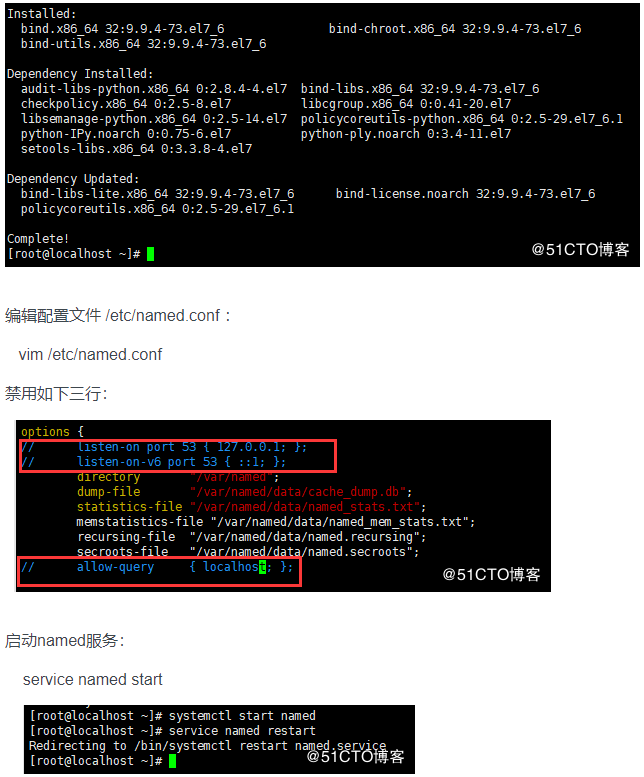 Installed:
bind.x86_64 32:9.9.4-73.el7_6 bind-chroot.x86_64 32:9.9.4-73.el7_6
bind-utils.x86_64 32:9.9.4-73.el7_6
Dependency Installed:
audit-libs-python.x86_64 0:2.8.4-4.el7 bind-libs.x86_64 32:9.9.4-73.el7_6
checkpolicy.x86_64 0:2.5-8.el7 libcgroup.x86_64 0:0.41-20.el7
libsemanage-python.x86_64 0:2.5-14.el7 policycoreutils-python.x86_64 0:2.5-29.el7_6.1
python-IPy.noarch 0:0.75-6.el7 python-ply.noarch 0:3.4-11.el7
setools-libs.x86_64 0:3.3.8-4.el7
Dependency Updated:
bind-libs-lite.x86_64 32:9.9.4-73.el7_6 bind-license.noarch 32:9.9.4-73.el7_6
policycoreutils.x86_64 0:2.5-29.el7_6.1
Complete!
[root@localhost ~]#
@51CTO博客
编辑配置文件 /etc/named.conf：
vim /etc/named.conf
禁用如下三行：
options {
// listen-on port 53 { 127.0.0.1; };
// listen-on-v6 port 53 { ::1; };
directory "/var/named";
dump-file "/var/named/data/cache_dump.db";
statistics-file "/var/named/data/named_stats.txt";
memstatistics-file "/var/named/data/named_mem_stats.txt";
recursing-file "/var/named/data/named.recursing";
secroots-file "/var/named/data/named.secroots";
// allow-query { localhost; };
@51CTO博客
启动named服务：
service named start
[root@localhost ~]# systemctl start named
[root@localhost ~]# service named restart
Redirecting to /bin/systemctl restart named.service
[root@localhost ~]#
@51CTO博客